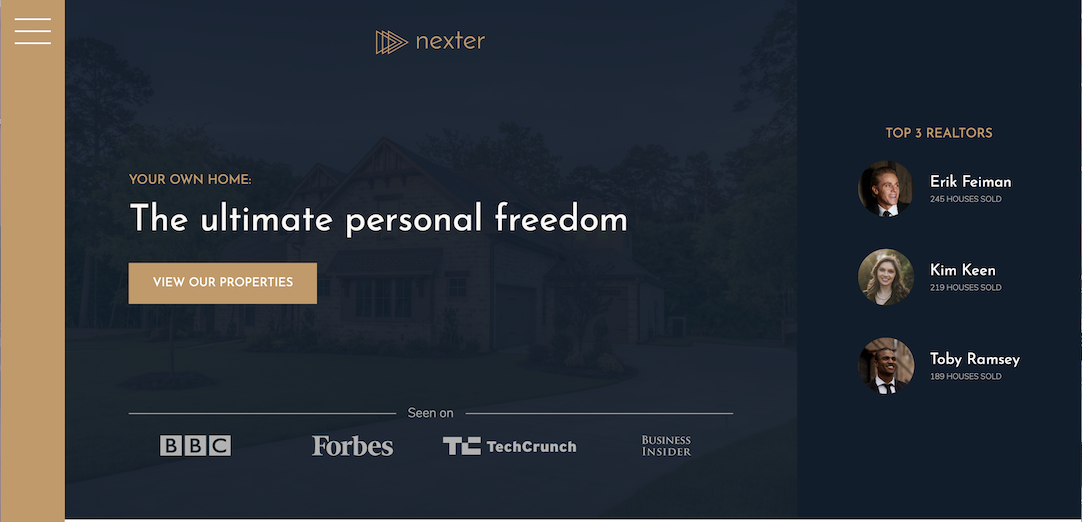 nexter
YOUR OWN HOME:
The ultimate personal freedom
VIEW OUR PROPERTIES
Seen on
BBC
Forbes
TechCrunch
BUSINESS
INSIDER
TOP 3 REALTORS
Erik Feiman
245 HOUSES SOLD
Kim Keen
219 HOUSES SOLD
Toby Ramsey
189 HOUSES SOLD